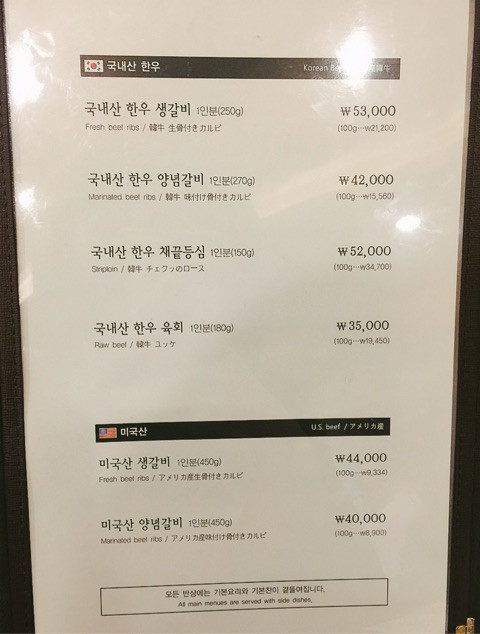 국내산 한우 Korean Be 産韓牛
국내산 한우 생갈비 1인분(250g) ₩53,000
Fresh beef ribs / 韓牛 生骨付きカルビ (100g…₩21,200)
국내산 한우 양념갈비 1인분(270g) ₩42,000
Marinated beef ribs / 韓牛 味付け骨付きカルビ (100g…₩15,560)
국내산 한우 채끝등심 1인분(150g) ₩52,000
Striploin / 韓牛 チェクッのロース (100g…₩34,700)
국내산 한우 육회 1인분(180g) ₩35,000
Raw beef / 韓牛 ユッケ (100g…₩19,450)
미국산 U.S. beef / アメリカ産
미국산 생갈비 1인분(450g) ₩44,000
Fresh beef ribs / アメリカ産生骨付きカルビ (100g…₩9,334)
미국산 양념갈비 1인분(450g) ₩40,000
Marinated beef ribs / アメリカ産味付け骨付きカルビ (100g…₩8,900)
모든 반상에는 기본요리와 기본찬이 곁들여집니다.
All main menues are served with side dishes.